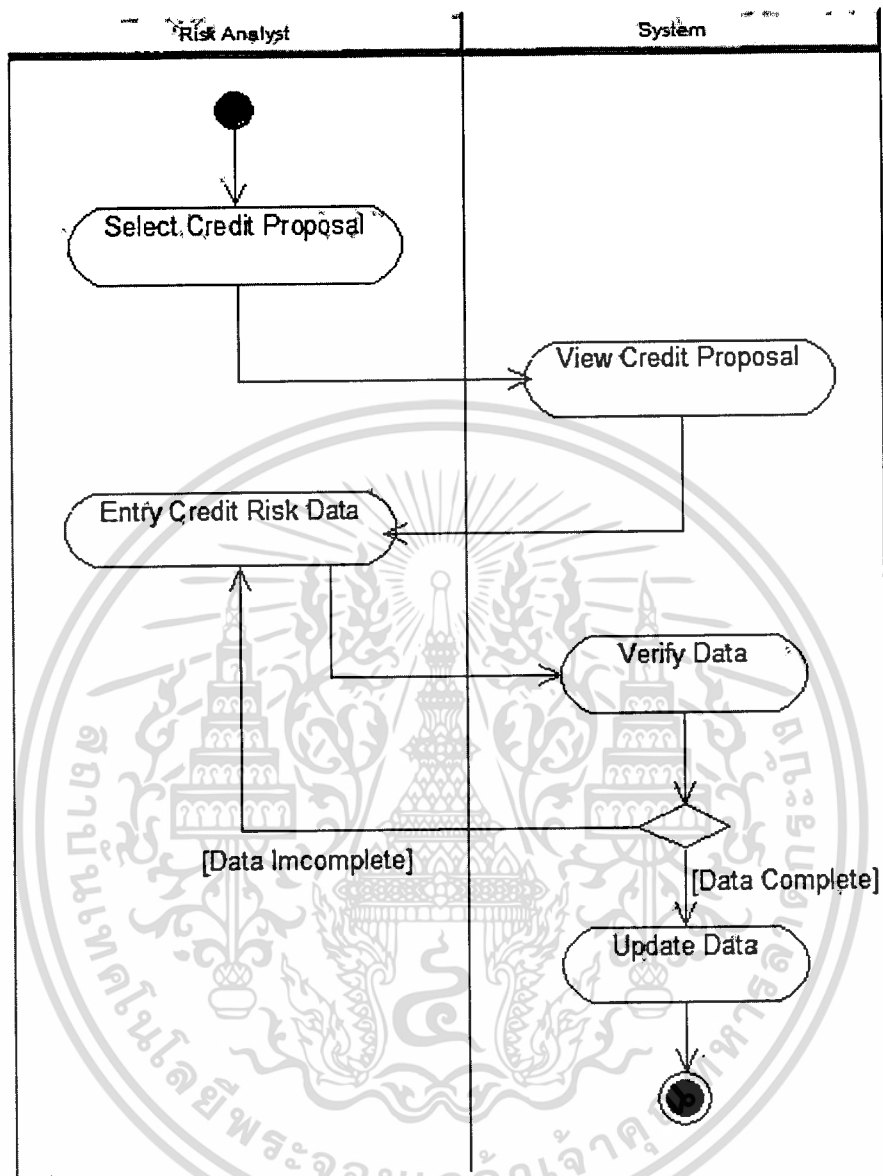 Risk Analyst
System
Select Credit Proposal
View Credit Proposal
Entry Credit Risk Data
Verify Data
[Data Imcomplete]
[Data Complete]
Update Data